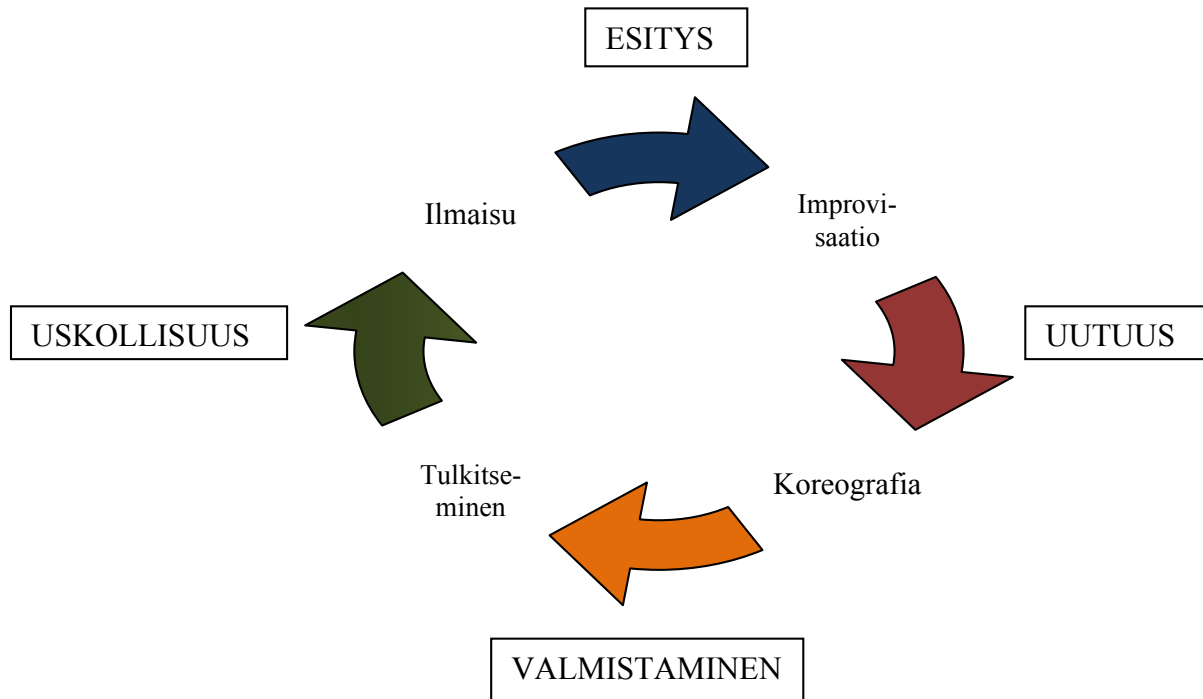 ESITYS
Ilmaisu
Improvi-
saatio
USKOLLISUUS
UUTUUS
Tulkitse-
minen
Koreografia
VALMISTAMINEN